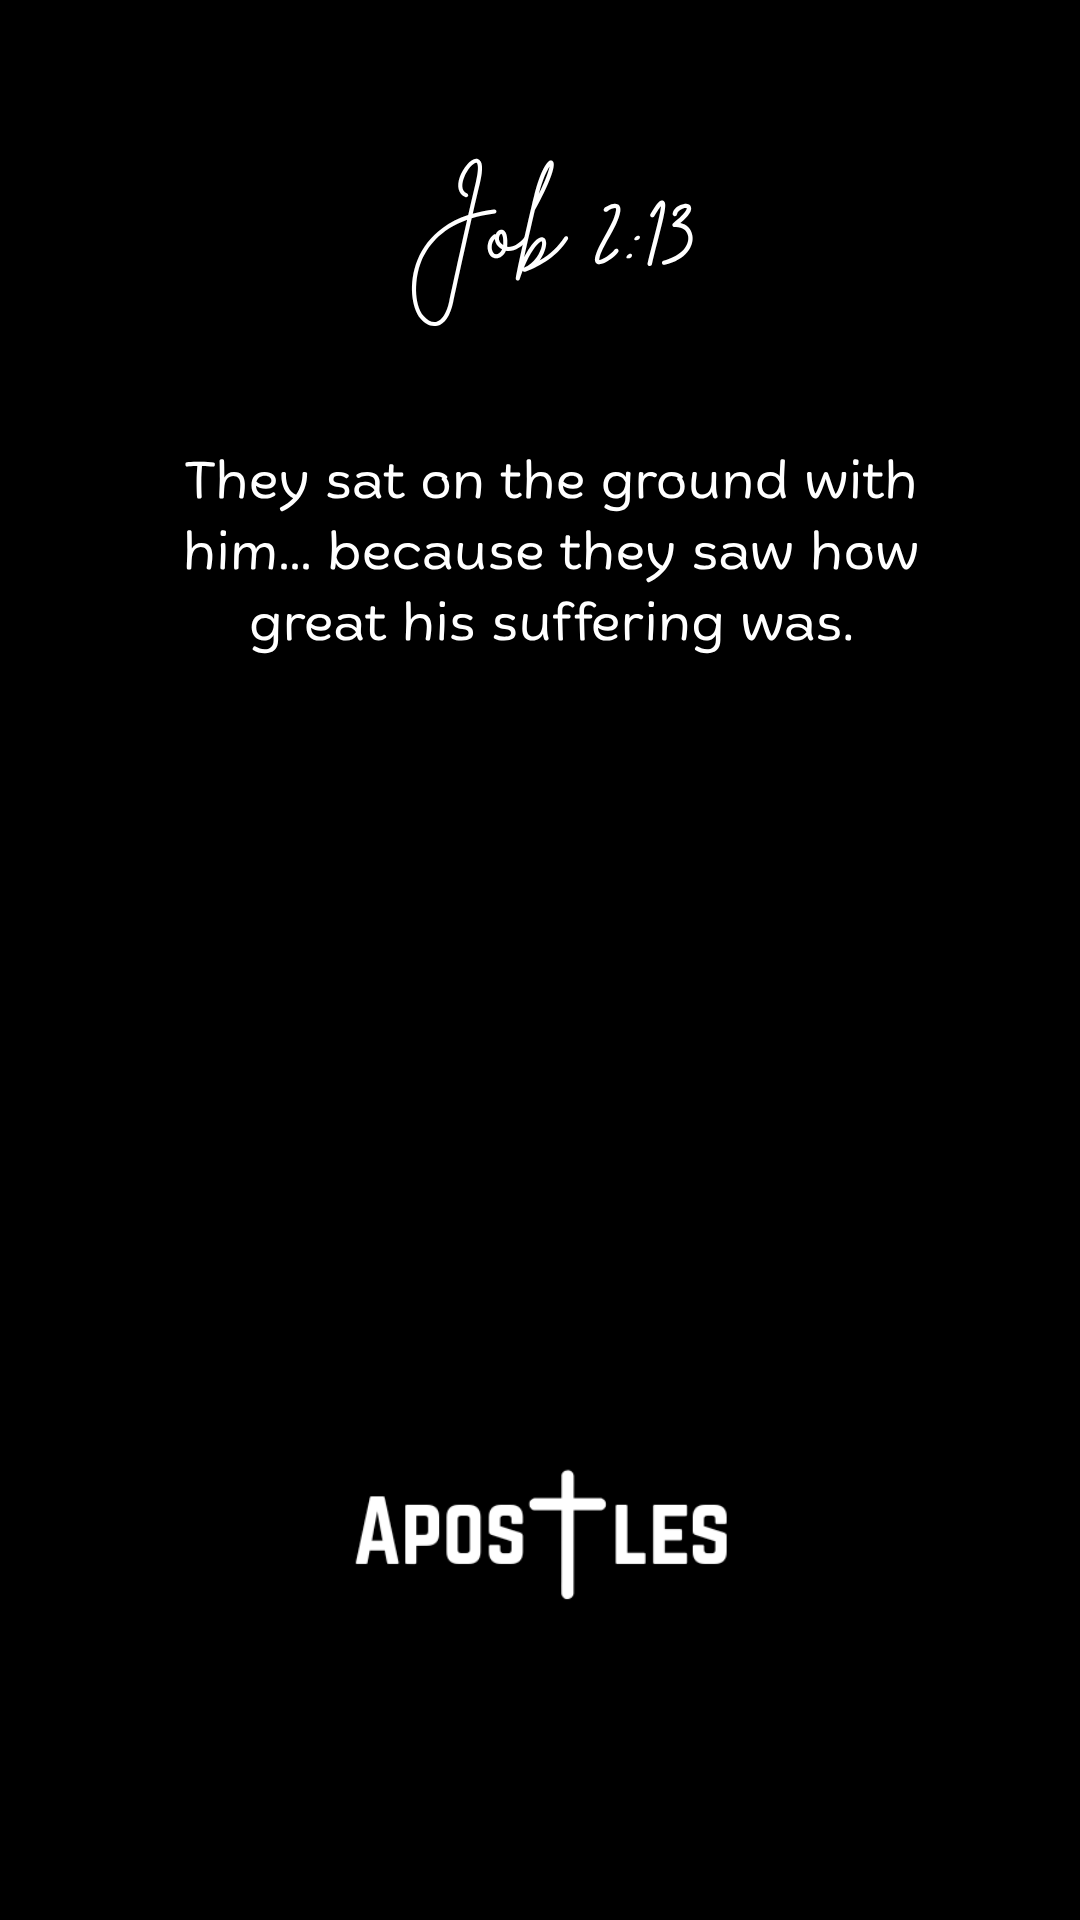 Job 2:13
They sat on the ground with
him... because they saw how
great his suffering was.
APOSTLES